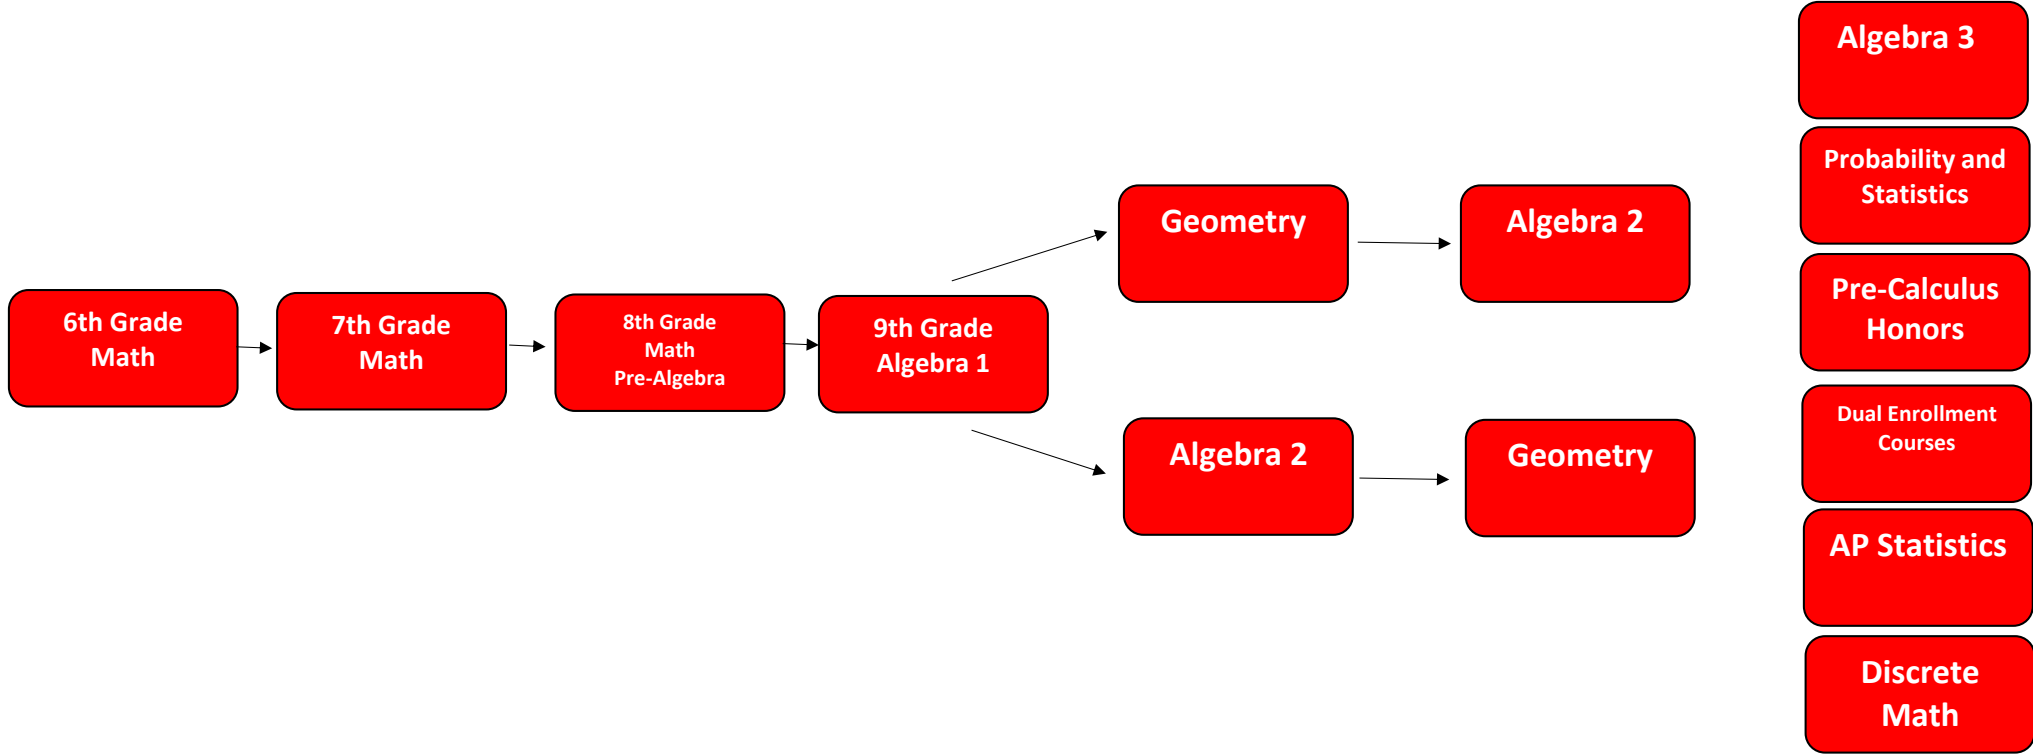 6th Grade
Math
7th Grade
Math
8th Grade
Math
Pre-Algebra
9th Grade
Algebra 1
Geometry
Algebra 2
Algebra 2
Geometry
Algebra 3
Probability and
Statistics
Pre-Calculus
Honors
Dual Enrollment
Courses
AP Statistics
Discrete
Math